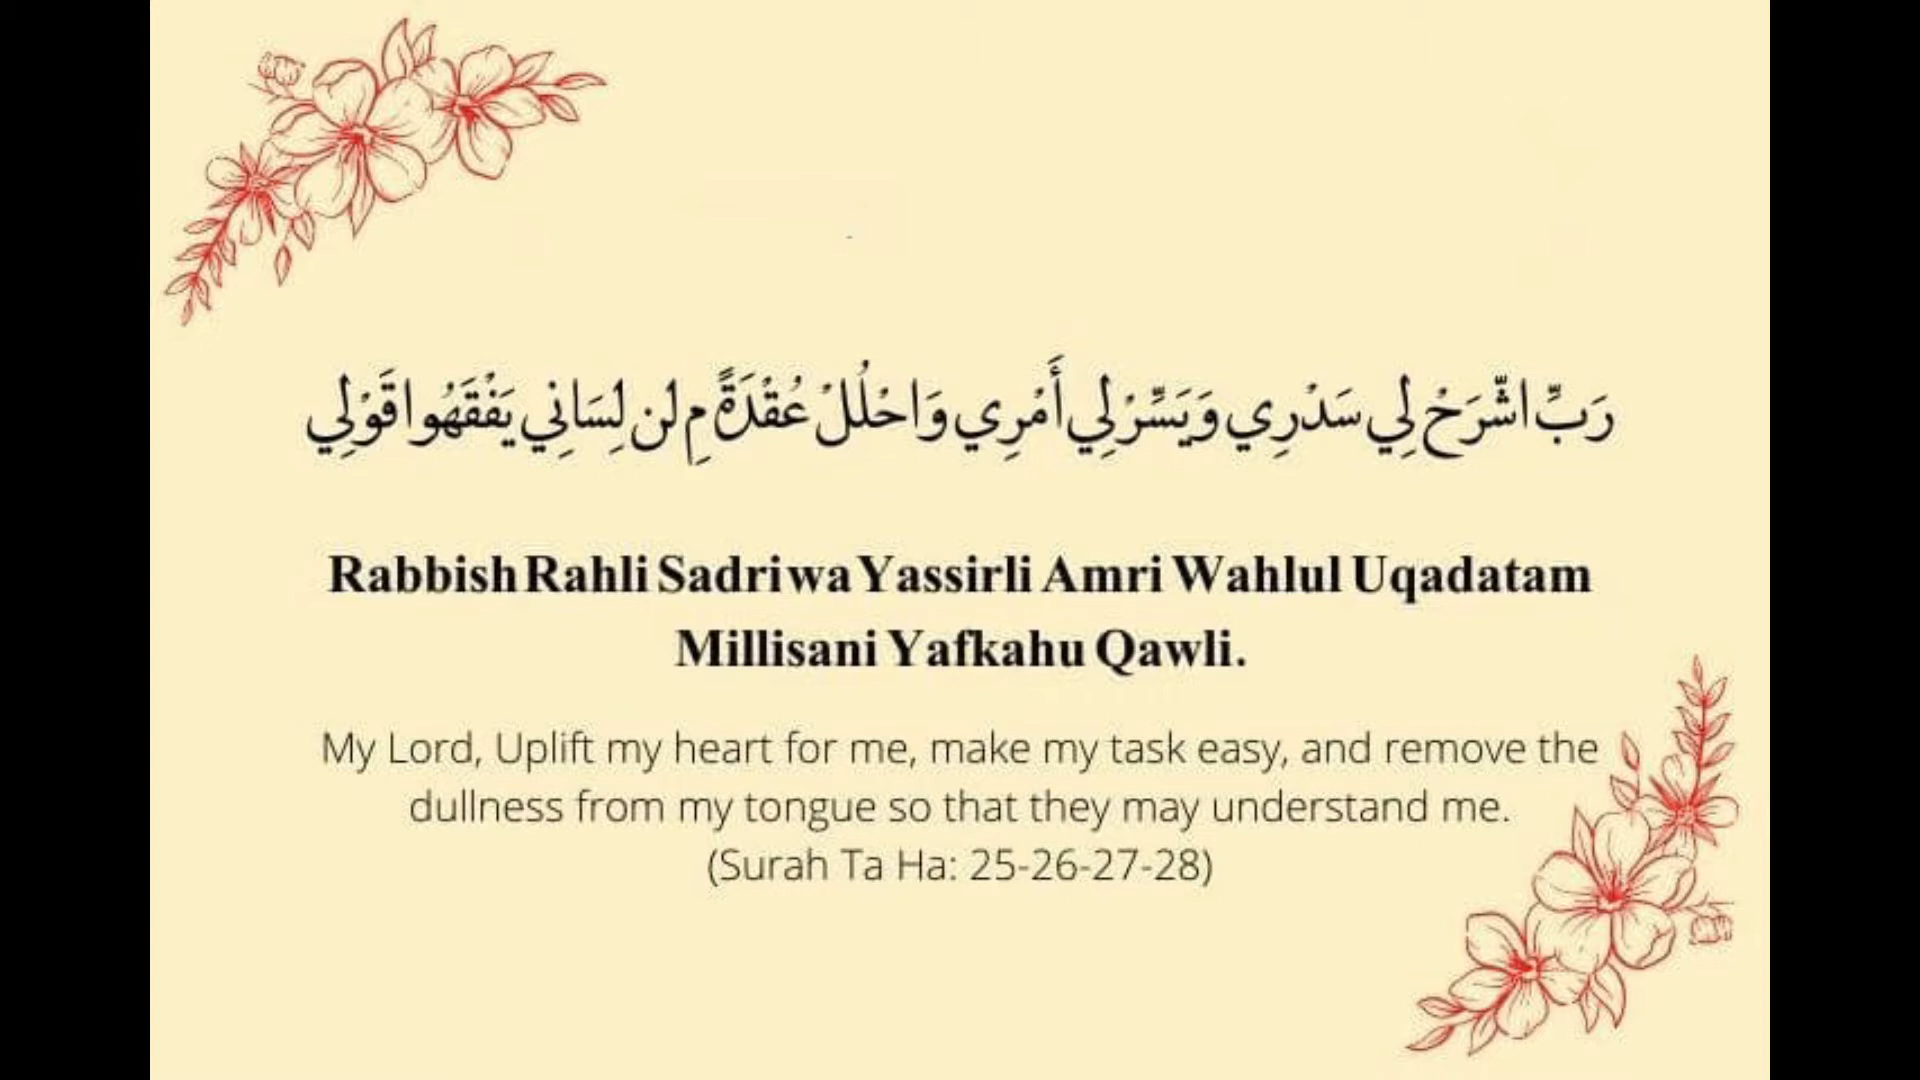 رَبِّ اشّرَحْ لِي سَدْرِي وَيَسِّرْ لِي أَمْرِي وَاحْلُلْ عُقْدَةً مِ لن لِسَانِي يَفْقَهُوا قَوْلِي
Rabbish Rahli Sadri wa Yassirli Amri Wahlul Uqadatam
Millisani Yafkahu Qawli.
My Lord, Uplift my heart for me, make my task easy, and remove the
dullness from my tongue so that they may understand me.
(Surah Ta Ha: 25-26-27-28)